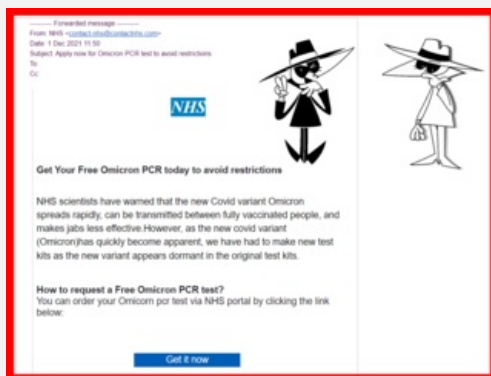 ---------- Forwarded message ----------
From: NHS <contact.nhs@contactnhs.com>
Date: 1 Dec 2021 11:50
Subject: Apply now for Omicron PCR test to avoid restrictions
To
Cc:
NHS
Get Your Free Omicron PCR today to avoid restrictions
NHS scientists have warned that the new Covid variant Omicron
spreads rapidly, can be transmitted between fully vaccinated people, and
makes jabs less effective.However, as the new covid variant
(Omicron)has quickly become apparent, we have had to make new test
kits as the new variant appears dormant in the original test kits.
How to request a Free Omicron PCR test?
You can order your Omicorn pcr test via NHS portal by clicking the link
below:
Get it now